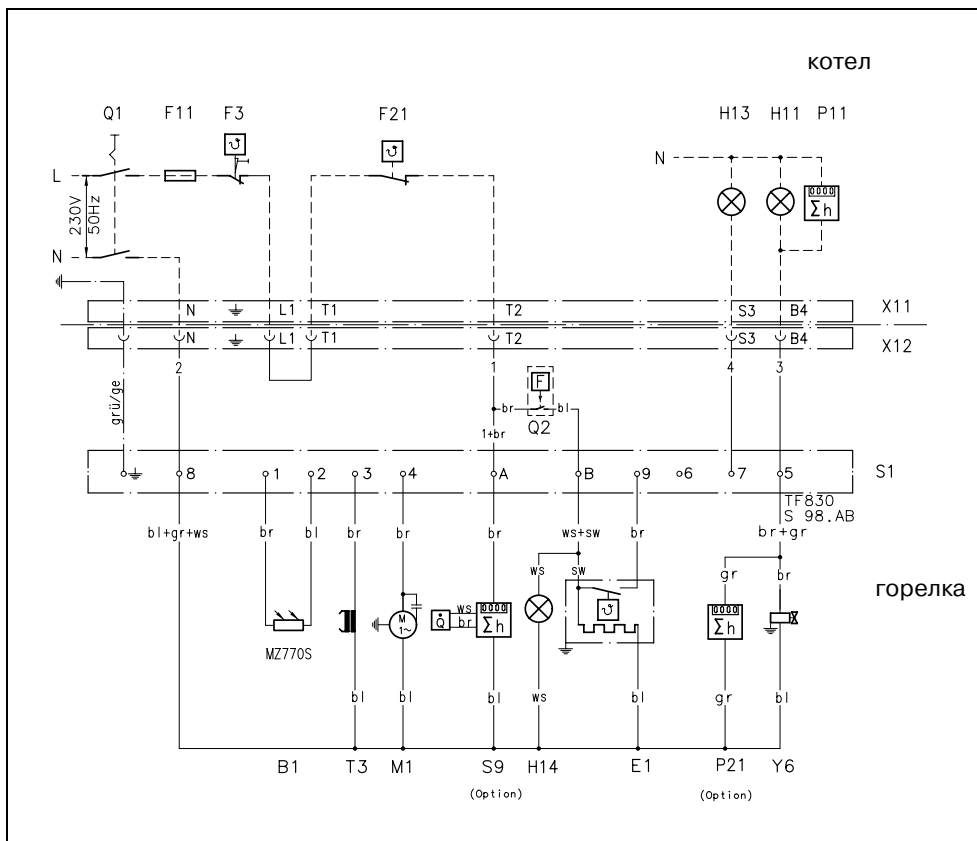 котел
Q1 F11 F3 F21 H13 H11 P11
N
L
230V
50Hz
N
Σh
N L1 T1 T2 S3 B4 X11
N L1 T1 T2 S3 B4 X12
2 1 4 3
grü/ge
F
br bl
Q2
1+br
8 1 2 3 4 A B 9 6 7 5 S1
TF830
S 98.AB
bl+gr+ws br bl br br br ws+sw br br+gr
ws sw gr br
горелка
M
1~
Q
ws
br
Σh
Σh
MZ770S
bl bl bl ws bl gr bl
B1 T3 M1 S9 H14 E1 P21 Y6
(Option) (Option)